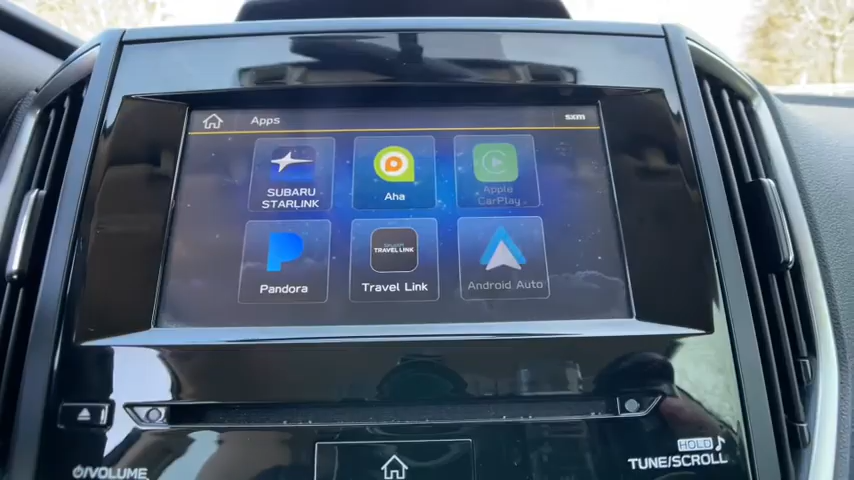 Apps
sxm
SUBARU
STARLINK
Aha
Apple
CarPlay
Pandora
TRAVEL LINK
Travel Link
Android Auto
HOLD
VOLUME
TUNE/SCROLL